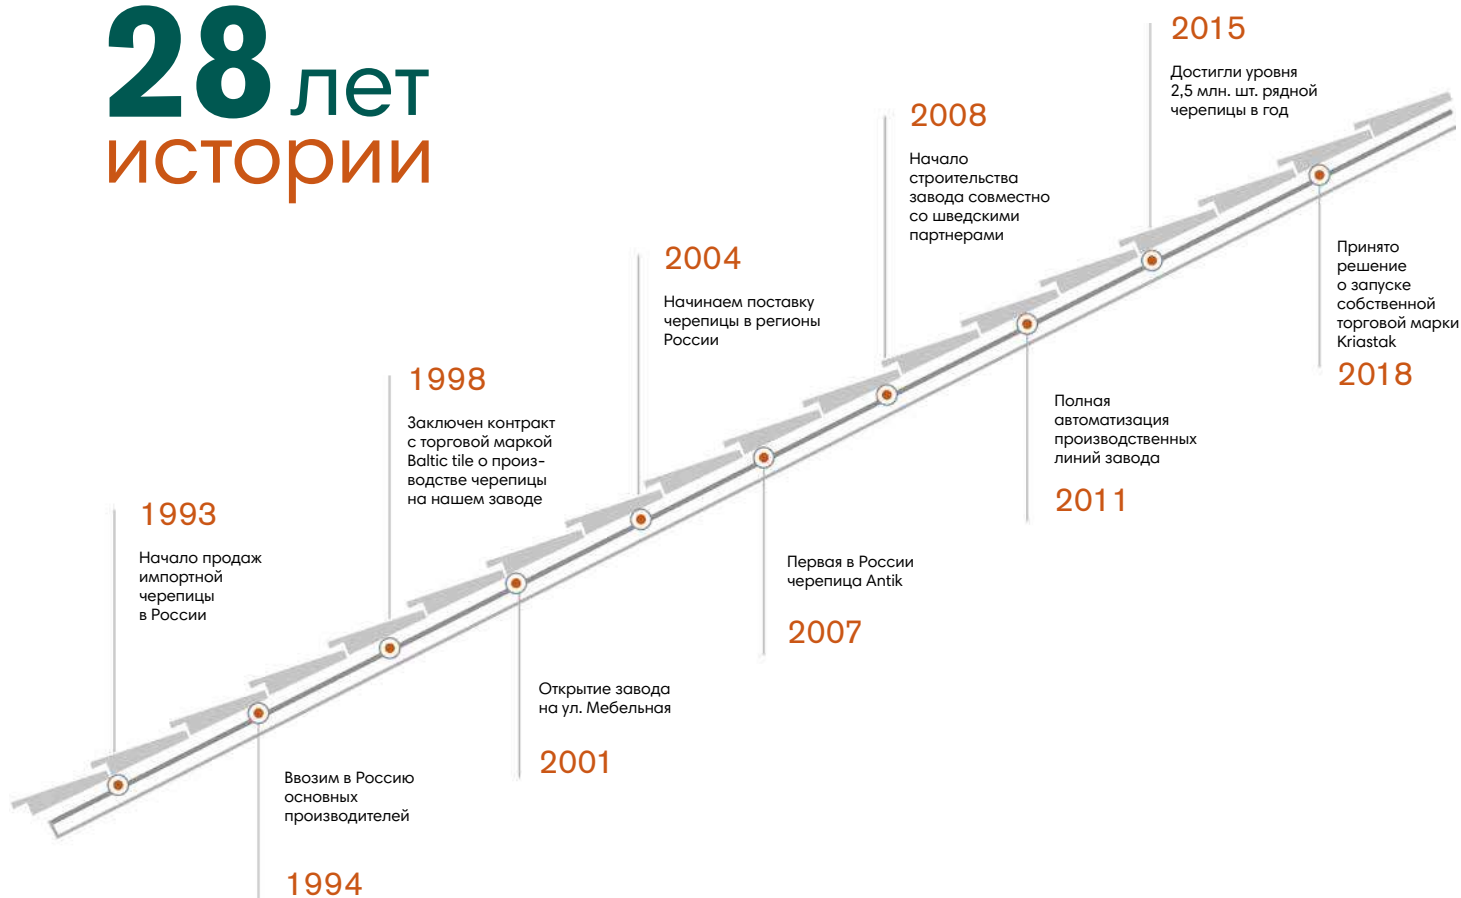 28 лет
истории
1993
Начало продаж
импортной
черепицы
в России
1994
Ввозим в Россию
основных
производителей
1998
Заключен контракт
с торговой маркой
Baltic tile о произ-
водстве черепицы
на нашем заводе
2001
Открытие завода
на ул. Мебельная
2004
Начинаем поставку
черепицы в регионы
России
2007
Первая в России
черепица Antik
2008
Начало
строительства
завода совместно
со шведскими
партнерами
2011
Полная
автоматизация
производственных
линий завода
2015
Достигли уровня
2,5 млн. шт. рядной
черепицы в год
Принято
решение
о запуске
собственной
торговой марки
Kriastak
2018